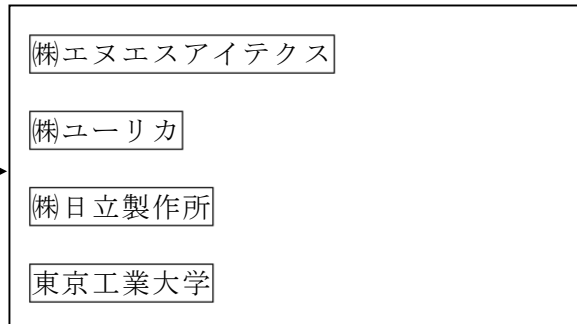 ㈱エヌエスアイテクス
㈱ユーリカ
㈱日立製作所
東京工業大学